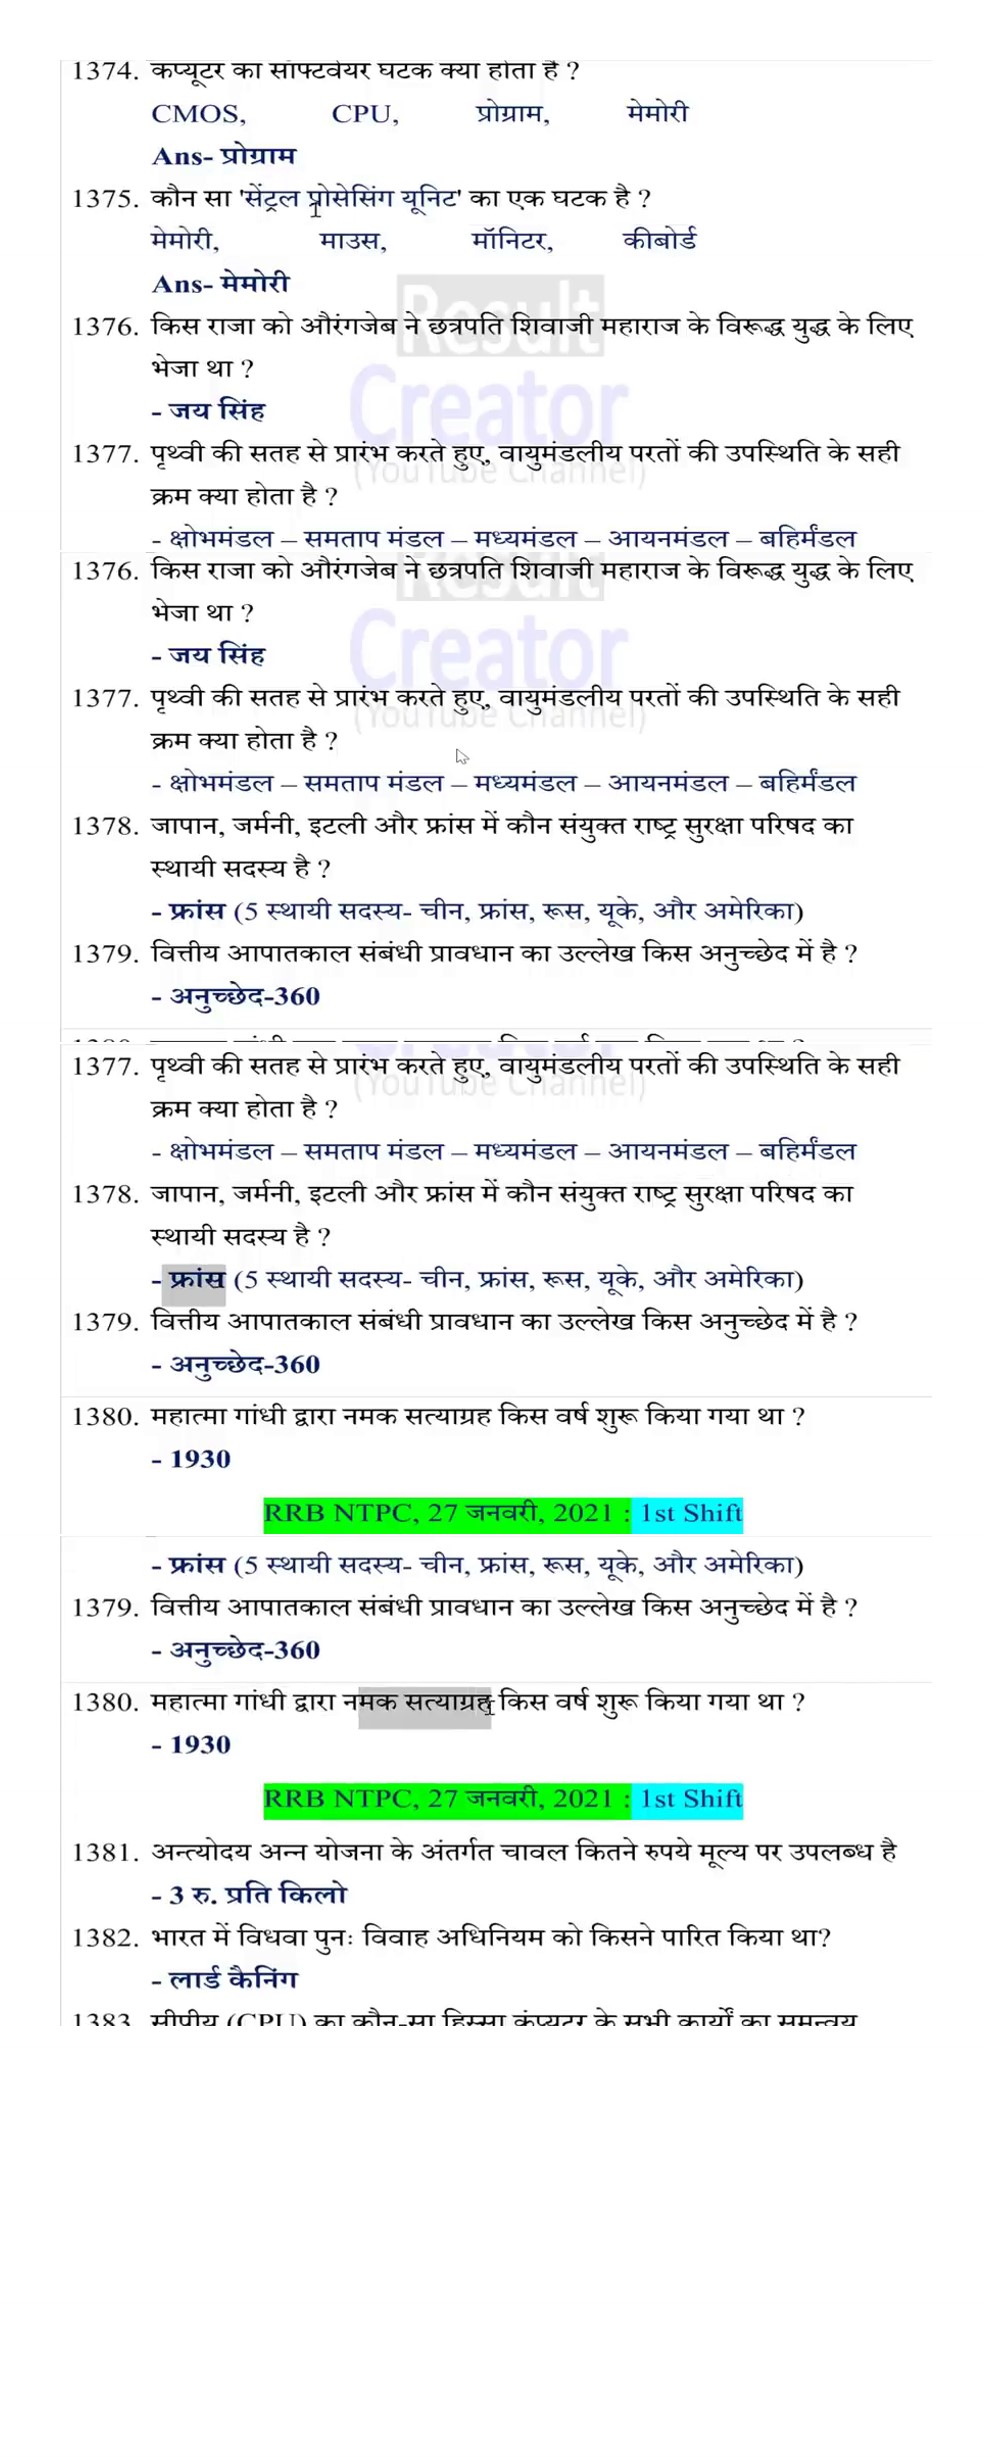 1374. कंप्यूटर का सॉफ्टवेयर घटक क्या होता है ?
CMOS, CPU, प्रोग्राम, मेमोरी
Ans- प्रोग्राम
1375. कौन सा 'सेंट्रल प्रोसेसिंग यूनिट' का एक घटक है ?
मेमोरी, माउस, मॉनिटर, कीबोर्ड
Ans- मेमोरी
Result
1376. किस राजा को औरंगजेब ने छत्रपति शिवाजी महाराज के विरूद्ध युद्ध के लिए
भेजा था ?
Creator
- जय सिंह
1377. पृथ्वी की सतह से प्रारंभ करते हुए, वायुमंडलीय परतों की उपस्थिति के सही
(YouTube Channel)
क्रम क्या होता है ?
- क्षोभमंडल – समताप मंडल – मध्यमंडल – आयनमंडल – बहिर्मंडल
Result
1376. किस राजा को औरंगजेब ने छत्रपति शिवाजी महाराज के विरूद्ध युद्ध के लिए
भेजा था ?
Creator
- जय सिंह
1377. पृथ्वी की सतह से प्रारंभ करते हुए, वायुमंडलीय परतों की उपस्थिति के सही
(YouTube Channel)
क्रम क्या होता है ?
- क्षोभमंडल – समताप मंडल – मध्यमंडल – आयनमंडल – बहिर्मंडल
1378. जापान, जर्मनी, इटली और फ्रांस में कौन संयुक्त राष्ट्र सुरक्षा परिषद का
स्थायी सदस्य है ?
- फ्रांस (5 स्थायी सदस्य- चीन, फ्रांस, रूस, यूके, और अमेरिका)
1379. वित्तीय आपातकाल संबंधी प्रावधान का उल्लेख किस अनुच्छेद में है ?
- अनुच्छेद-360
1377. पृथ्वी की सतह से प्रारंभ करते हुए, वायुमंडलीय परतों की उपस्थिति के सही
(YouTube Channel)
क्रम क्या होता है ?
- क्षोभमंडल – समताप मंडल – मध्यमंडल – आयनमंडल – बहिर्मंडल
1378. जापान, जर्मनी, इटली और फ्रांस में कौन संयुक्त राष्ट्र सुरक्षा परिषद का
स्थायी सदस्य है ?
- फ्रांस (5 स्थायी सदस्य- चीन, फ्रांस, रूस, यूके, और अमेरिका)
1379. वित्तीय आपातकाल संबंधी प्रावधान का उल्लेख किस अनुच्छेद में है ?
- अनुच्छेद-360
1380. महात्मा गांधी द्वारा नमक सत्याग्रह किस वर्ष शुरू किया गया था ?
- 1930
RRB NTPC, 27 जनवरी, 2021 : 1st Shift
- फ्रांस (5 स्थायी सदस्य- चीन, फ्रांस, रूस, यूके, और अमेरिका)
1379. वित्तीय आपातकाल संबंधी प्रावधान का उल्लेख किस अनुच्छेद में है ?
- अनुच्छेद-360
1380. महात्मा गांधी द्वारा नमक सत्याग्रह किस वर्ष शुरू किया गया था ?
- 1930
RRB NTPC, 27 जनवरी, 2021 : 1st Shift
1381. अन्त्योदय अन्न योजना के अंतर्गत चावल कितने रुपये मूल्य पर उपलब्ध है
- 3 रु. प्रति किलो
1382. भारत में विधवा पुनः विवाह अधिनियम को किसने पारित किया था?
- लार्ड कैनिंग
1383. सीपीयू (CPU) का कौन-सा हिस्सा कंप्यूटर के सभी कार्यों का समन्वय